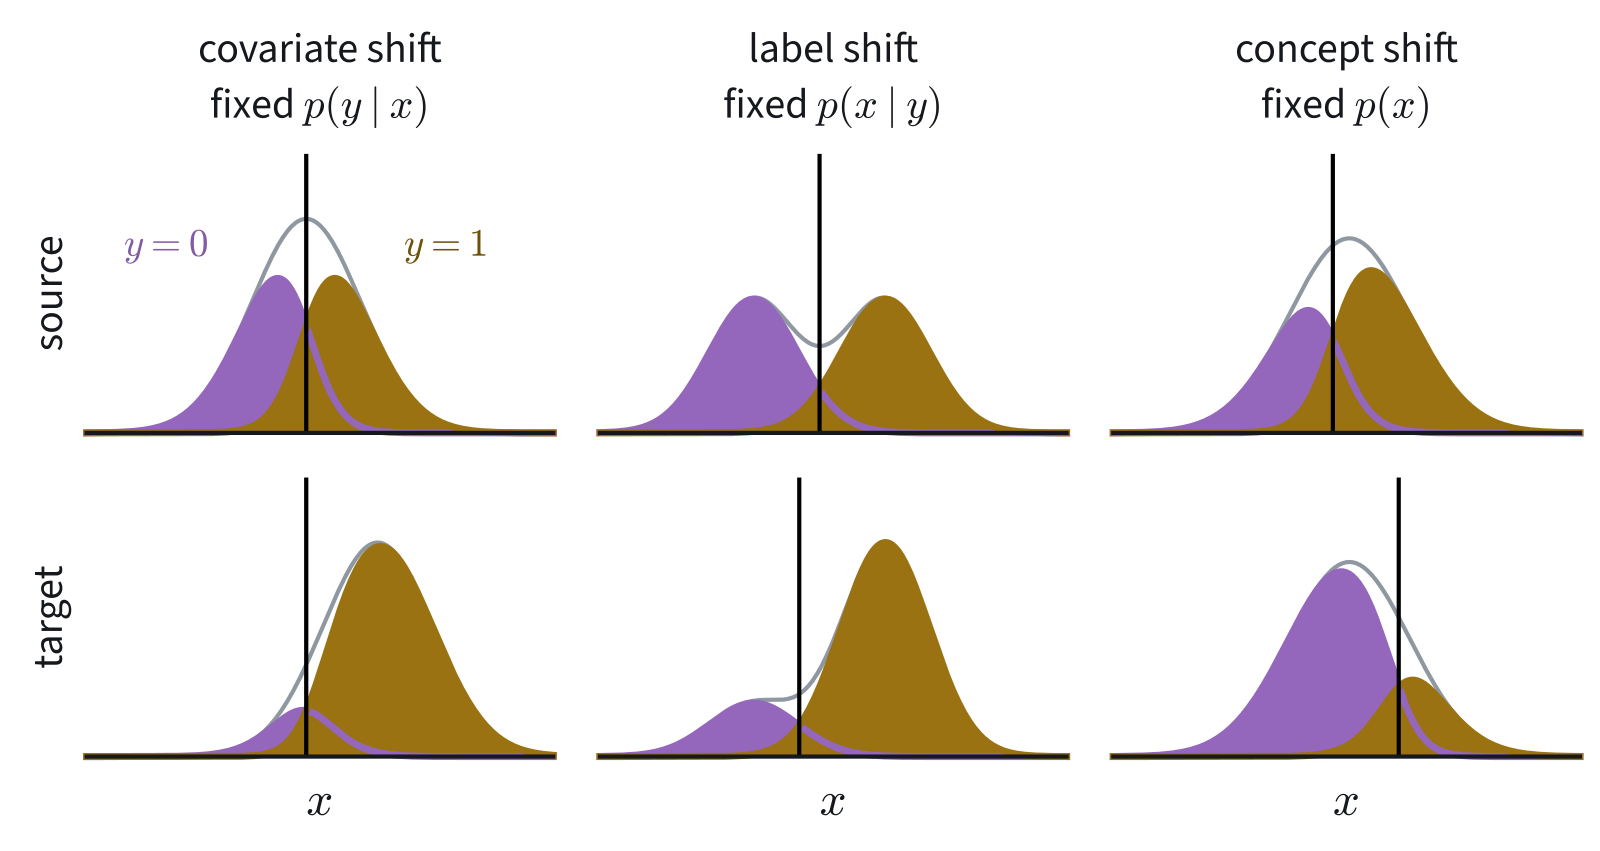 covariate shift
fixed p(y | x)
label shift
fixed p(x | y)
concept shift
fixed p(x)
source
y = 0
y = 1
target
x
x
x